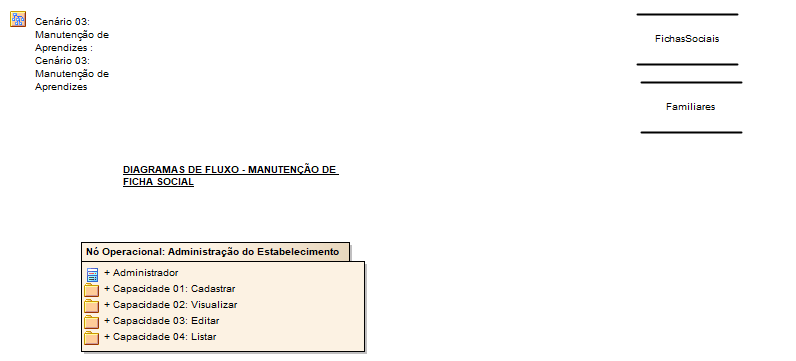 Cenário 03:
Manutenção de
Aprendizes :
Cenário 03:
Manutenção de
Aprendizes
FichasSociais
Familiares
DIAGRAMAS DE FLUXO - MANUTENÇÃO DE
FICHA SOCIAL
Nó Operacional: Administração do Estabelecimento
+ Administrador
+ Capacidade 01: Cadastrar
+ Capacidade 02: Visualizar
+ Capacidade 03: Editar
+ Capacidade 04: Listar